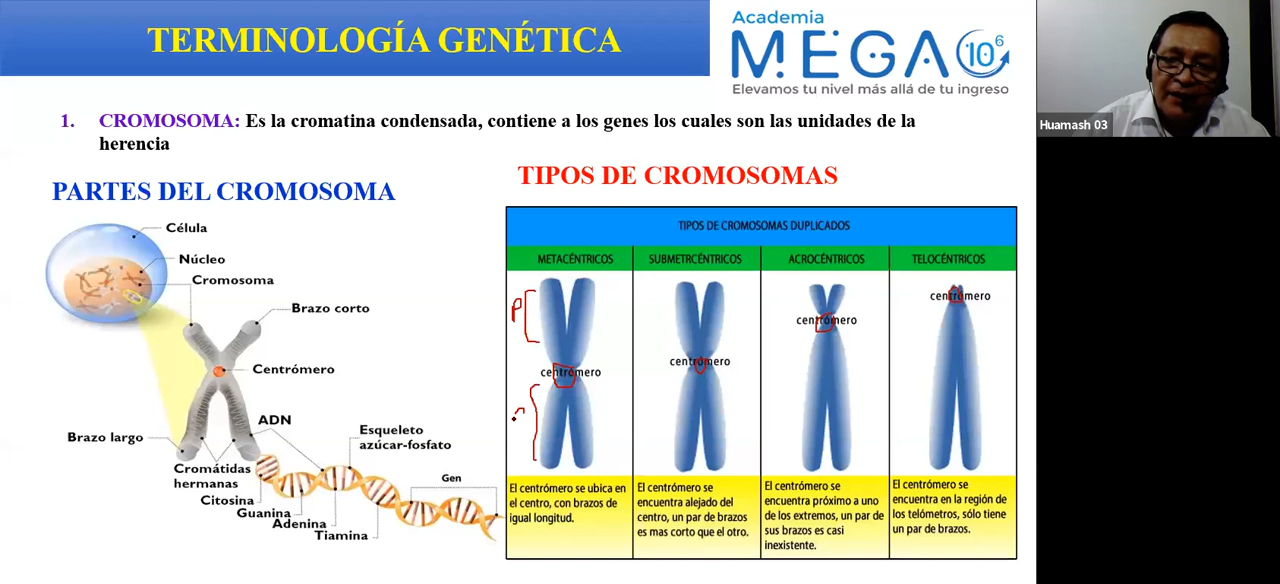 TERMINOLOGÍA GENÉTICA
Academia
MEGA 10⁶
Elevamos tu nivel más allá de tu ingreso
Huamash 03
1. CROMOSOMA: Es la cromatina condensada, contiene a los genes los cuales son las unidades de la
herencia
PARTES DEL CROMOSOMA
Célula
Núcleo
Cromosoma
Brazo corto
Centrómero
ADN
Esqueleto
azúcar-fosfato
Brazo largo
Cromátidas
hermanas
Gen
Citosina
Guanina
Adenina
Tiamina
TIPOS DE CROMOSOMAS
TIPOS DE CROMOSOMAS DUPLICADOS
METACÉNTRICOS
SUBMETRCÉNTRICOS
ACROCÉNTRICOS
TELOCÉNTRICOS
P
centrómero
centrómero
centrómero
centrómero
El centrómero se ubica en
el centro, con brazos de
igual longitud.
El centrómero se
encuentra alejado del
centro, un par de brazos
es mas corto que el otro.
El centrómero se
encuentra próximo a uno
de los extremos, un par de
sus brazos es casi
inexistente.
El centrómero se
encuentra en la región de
los telómetros, sólo tiene
un par de brazos.